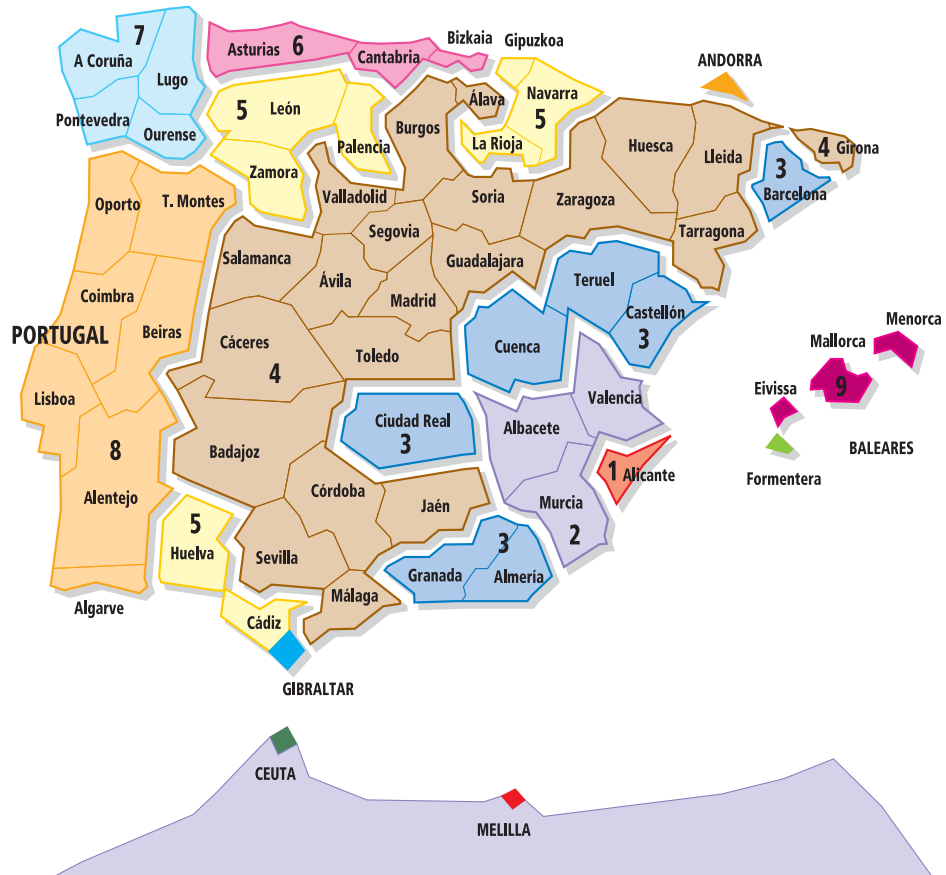 7
A Coruña
Lugo
Pontevedra
Ourense
Asturias
6
Cantabria
Bizkaia
Gipuzkoa
ANDORRA
5
León
Palencia
Zamora
Burgos
Álava
Navarra
5
La Rioja
Huesca
Lleida
4
Girona
3
Barcelona
Oporto
T. Montes
Valladolid
Soria
Zaragoza
Tarragona
Segovia
Salamanca
Ávila
Guadalajara
Madrid
Teruel
Castellón
3
Cuenca
Coimbra
Beiras
PORTUGAL
Cáceres
4
Toledo
Lisboa
8
Alentejo
Algarve
Badajoz
Ciudad Real
3
Albacete
Valencia
1
Alicante
Murcia
2
Menorca
Mallorca
9
Eivissa
BALEARES
Formentera
Córdoba
Jaén
5
Huelva
Sevilla
3
Granada
Almería
Málaga
Cádiz
GIBRALTAR
CEUTA
MELILLA